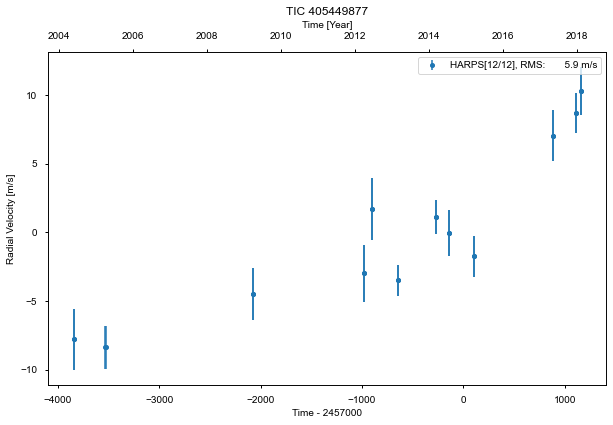 TIC 405449877
Time [Year]
2004 2006 2008 2010 2012 2014 2016 2018
HARPS[12/12], RMS: 5.9 m/s
10
5
0
−5
−10
Radial Velocity [m/s]
−4000 −3000 −2000 −1000 0 1000
Time - 2457000